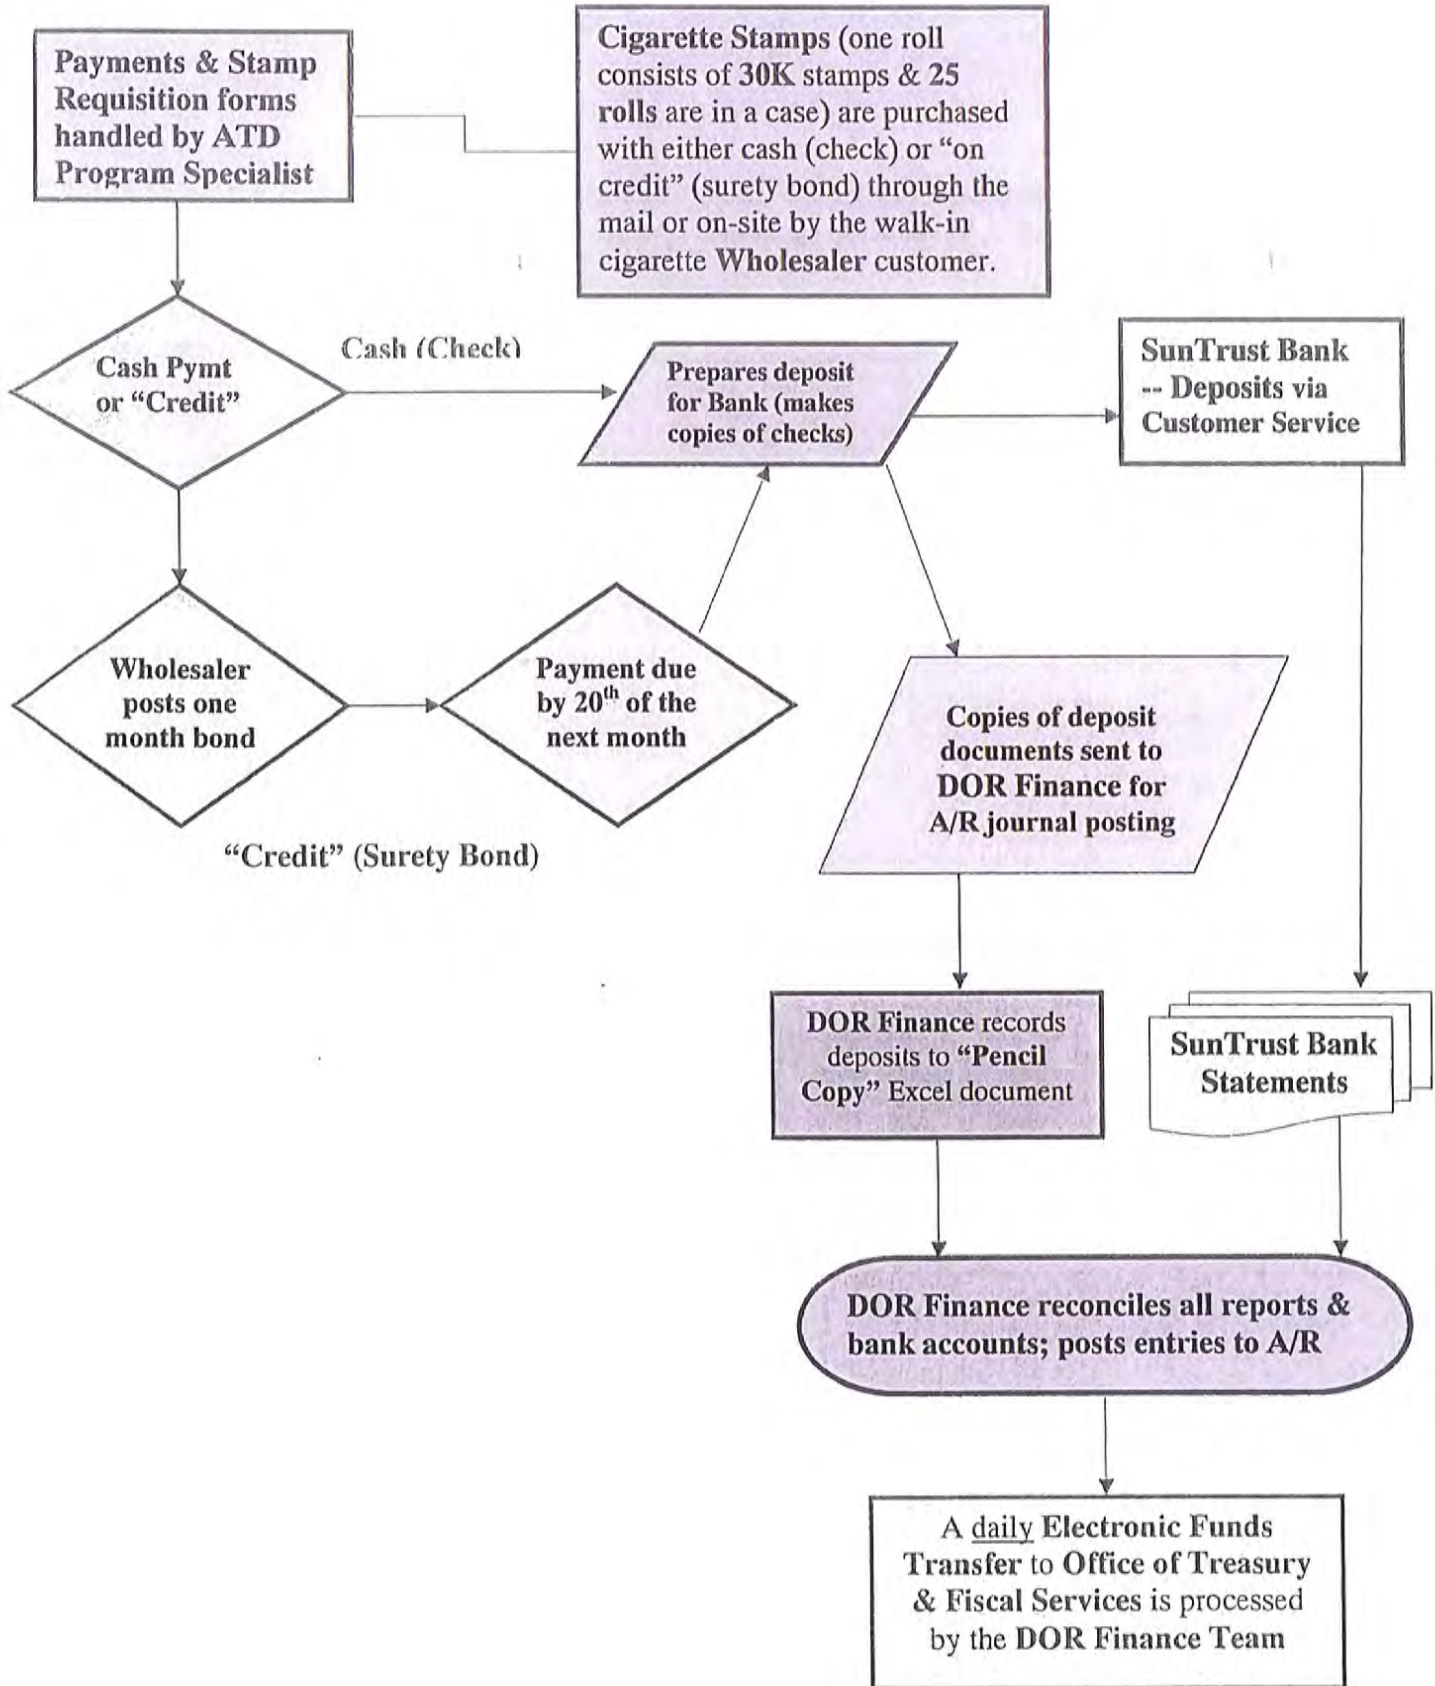 Payments & Stamp
Requisition forms
handled by ATD
Program Specialist
Cigarette Stamps (one roll
consists of 30K stamps & 25
rolls are in a case) are purchased
with either cash (check) or “on
credit” (surety bond) through the
mail or on-site by the walk-in
cigarette Wholesaler customer.
Cash Pymt
or “Credit”
Cash (Check)
Prepares deposit
for Bank (makes
copies of checks)
SunTrust Bank
-- Deposits via
Customer Service
Wholesaler
posts one
month bond
Payment due
by 20th of the
next month
“Credit” (Surety Bond)
Copies of deposit
documents sent to
DOR Finance for
A/R journal posting
DOR Finance records
deposits to “Pencil
Copy” Excel document
SunTrust Bank
Statements
DOR Finance reconciles all reports &
bank accounts; posts entries to A/R
A daily Electronic Funds
Transfer to Office of Treasury
& Fiscal Services is processed
by the DOR Finance Team